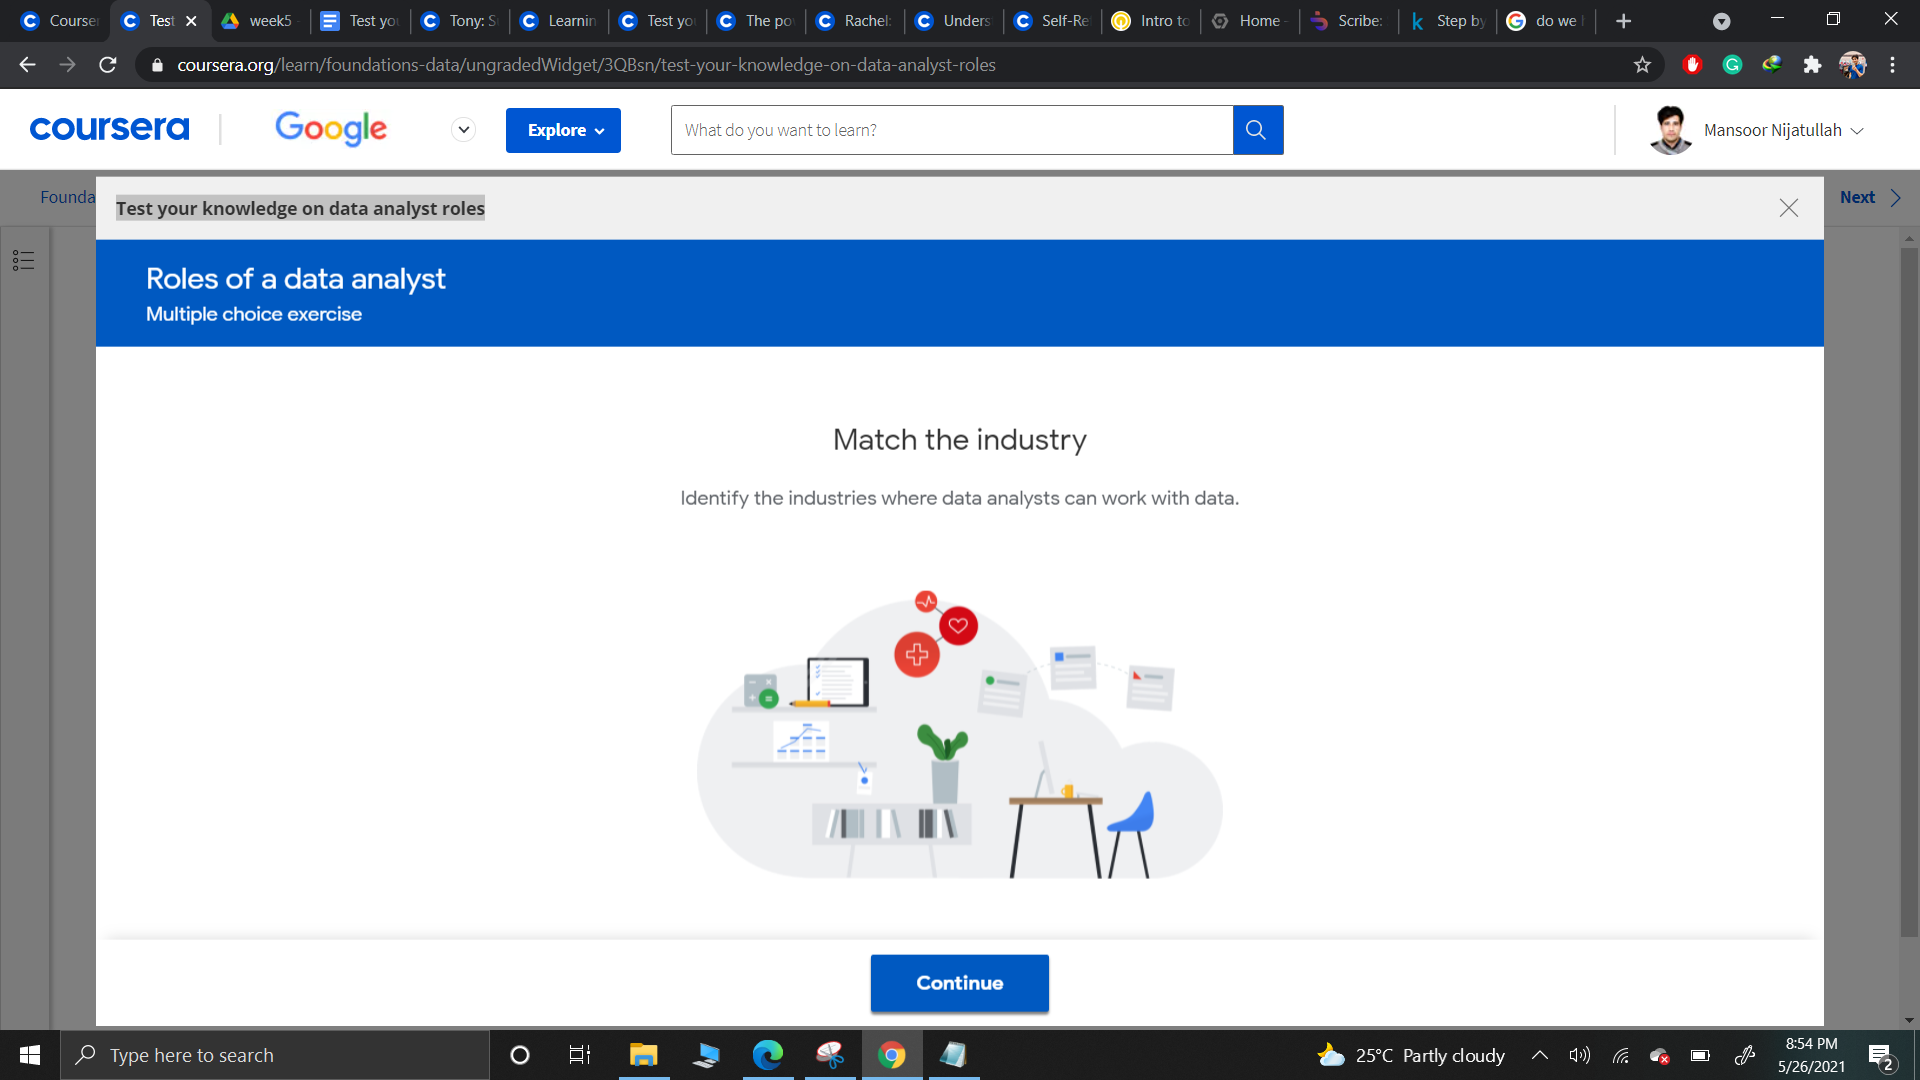 Courser
Test
week5
Test you
Tony: S
Learnin
Test yo
The po
Rachel:
Unders
Self-Re
Intro to
Home -
Scribe:
Step by
do we
coursera.org/learn/foundations-data/ungradedWidget/3QBsn/test-your-knowledge-on-data-analyst-roles
coursera
Google
Explore
What do you want to learn?
Mansoor Nijatullah
Founda
Test your knowledge on data analyst roles
Next
Roles of a data analyst
Multiple choice exercise
Match the industry
Identify the industries where data analysts can work with data.
Continue
Type here to search
25°C Partly cloudy
8:54 PM
5/26/2021
2